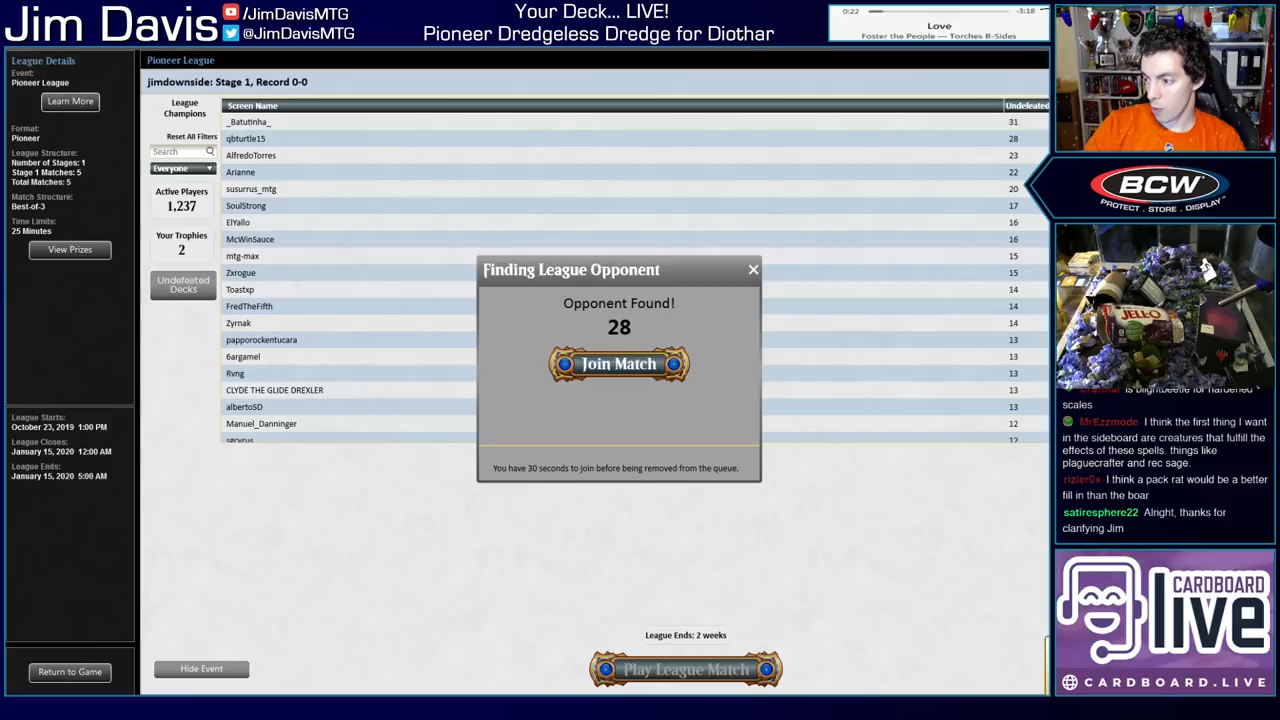 Jim Davis
/JimDavisMTG
@JimDavisMTG
Your Deck... LIVE!
Pioneer Dredgeless Dredge for Diothar
0:22
-3:18
Love
Foster the People — Torches B-Sides
League Details
Event:
Pioneer League
Learn More
Format:
Pioneer
League Structure:
Number of Stages: 1
Stage 1 Matches: 5
Total Matches: 5
Match Structure:
Best-of-3
Time Limits:
25 Minutes
View Prizes
League Starts:
October 23, 2019 1:00 PM
League Closes:
January 15, 2020 12:00 AM
League Ends:
January 15, 2020 5:00 AM
Return to Game
Pioneer League
jimdownside: Stage 1, Record 0-0
League
Champions
Reset All Filters
Search
Everyone
Active Players
1,237
Your Trophies
2
Undefeated
Decks
Screen Name
Undefeated
_Batutinha_ 31
qbturtle15 28
AlfredoTorres 23
Arianne 22
susurrus_mtg 20
SoulStrong 17
ElYallo 16
McWinSauce 16
mtg-max 15
Zxrogue 15
Toastxp 14
FredTheFifth 14
Zyrnak 14
papporockentucara 13
6argamel 13
Rvng 13
CLYDE THE GLIDE DREXLER 13
albertoSD 13
Manuel_Danninger 12
sgcyrus 12
Finding League Opponent
Opponent Found!
28
Join Match
You have 30 seconds to join before being removed from the queue.
League Ends: 2 weeks
Hide Event
Play League Match
BCW
PROTECT . STORE . DISPLAY
JELL-O
is blightbeetle for hardened
scales
MrEzzmode I think the first thing I want
in the sideboard are creatures that fulfill the
effects of these spells. things like
plaguecrafter and rec sage.
rizler0x I think a pack rat would be a better
fill in than the boar
satiresphere22 Alright, thanks for
clarifying Jim
CARDBOARD
live
CARDBOARD.LIVE